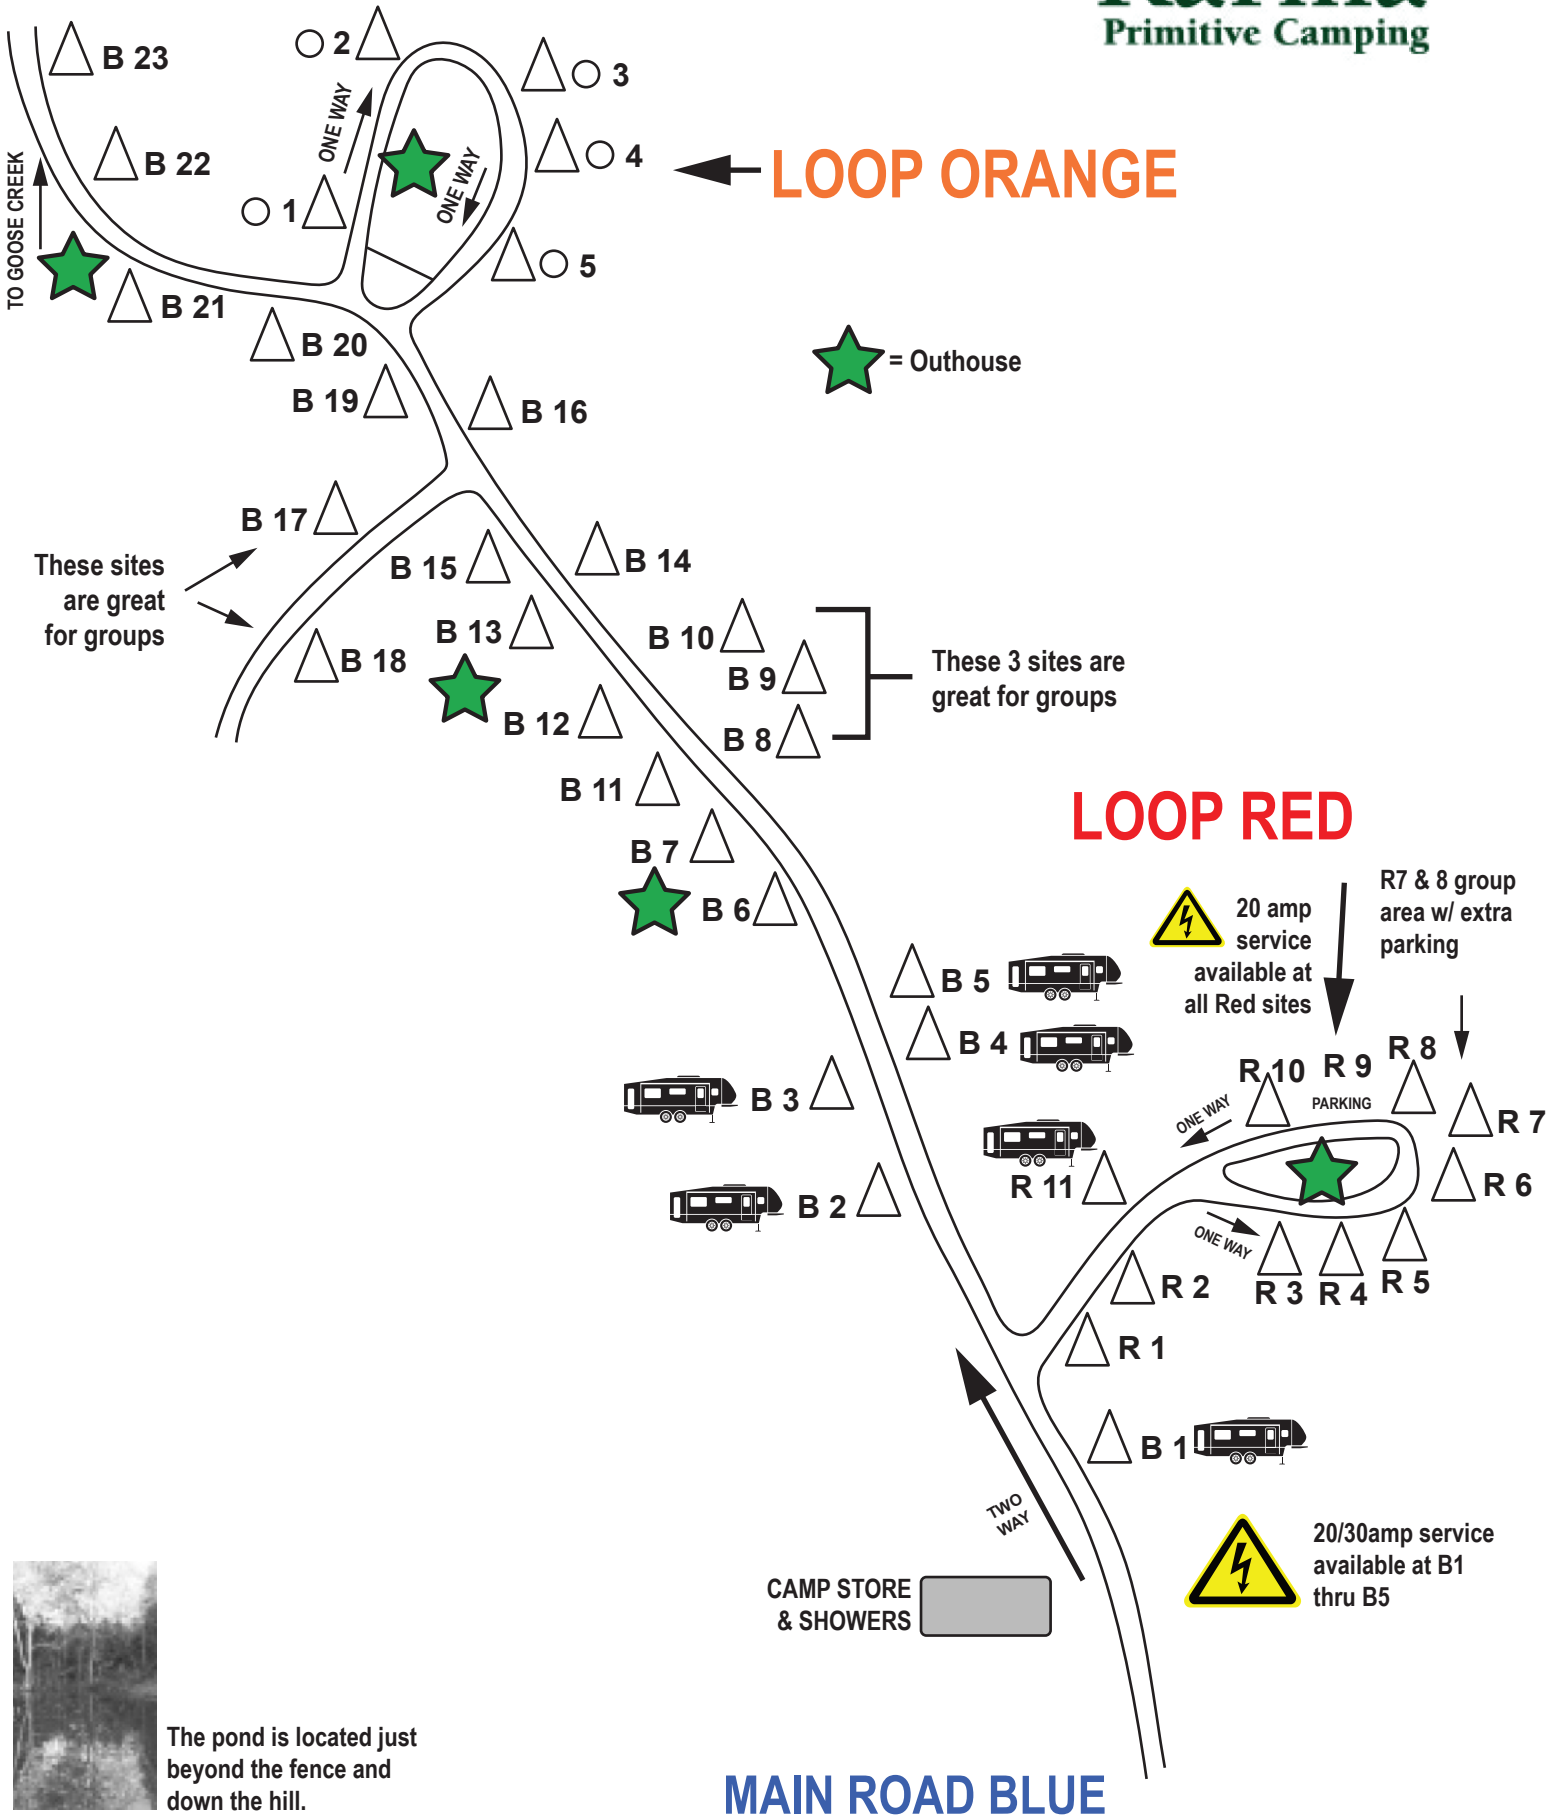 Primitive Camping
B 23
○ 2
○ 3
ONE WAY
B 22
○ 4
LOOP ORANGE
ONE WAY
TO GOOSE CREEK
○ 1
○ 5
B 21
B 20
= Outhouse
B 19
B 16
B 17
These sites
are great
for groups
B 15
B 14
B 13
B 10
B 18
B 9
These 3 sites are
great for groups
B 12
B 8
B 11
LOOP RED
B 7
B 6
20 amp
service
available at
all Red sites
R7 & 8 group
area w/ extra
parking
B 5
B 4
B 3
R 10
R 9
R 8
PARKING
R 7
ONE WAY
R 11
R 6
B 2
ONE WAY
R 2
R 3
R 4
R 5
R 1
B 1
TWO
WAY
20/30amp service
available at B1
thru B5
CAMP STORE
& SHOWERS
The pond is located just
beyond the fence and
down the hill.
MAIN ROAD BLUE